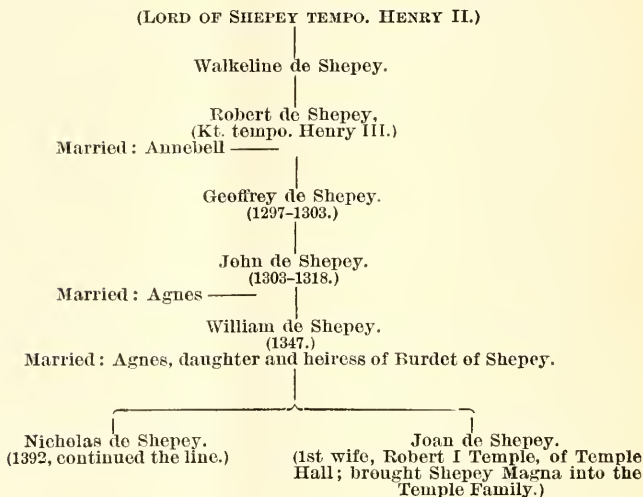 (LORD OF SHEPEY TEMPO. HENRY II.)
Walkeline de Shepey.
Robert de Shepey,
(Kt. tempo. Henry III.)
Married: Annebell
Geoffrey de Shepey.
(1297-1303.)
John de Shepey.
(1303-1318.)
Married: Agnes
William de Shepey.
(1347.)
Married: Agnes, daughter and heiress of Burdet of Shepey.
Nicholas de Shepey.
(1392, continued the line.)
Joan de Shepey.
(1st wife, Robert I Temple, of Temple
Hall; brought Shepey Magna into the
Temple Family.)